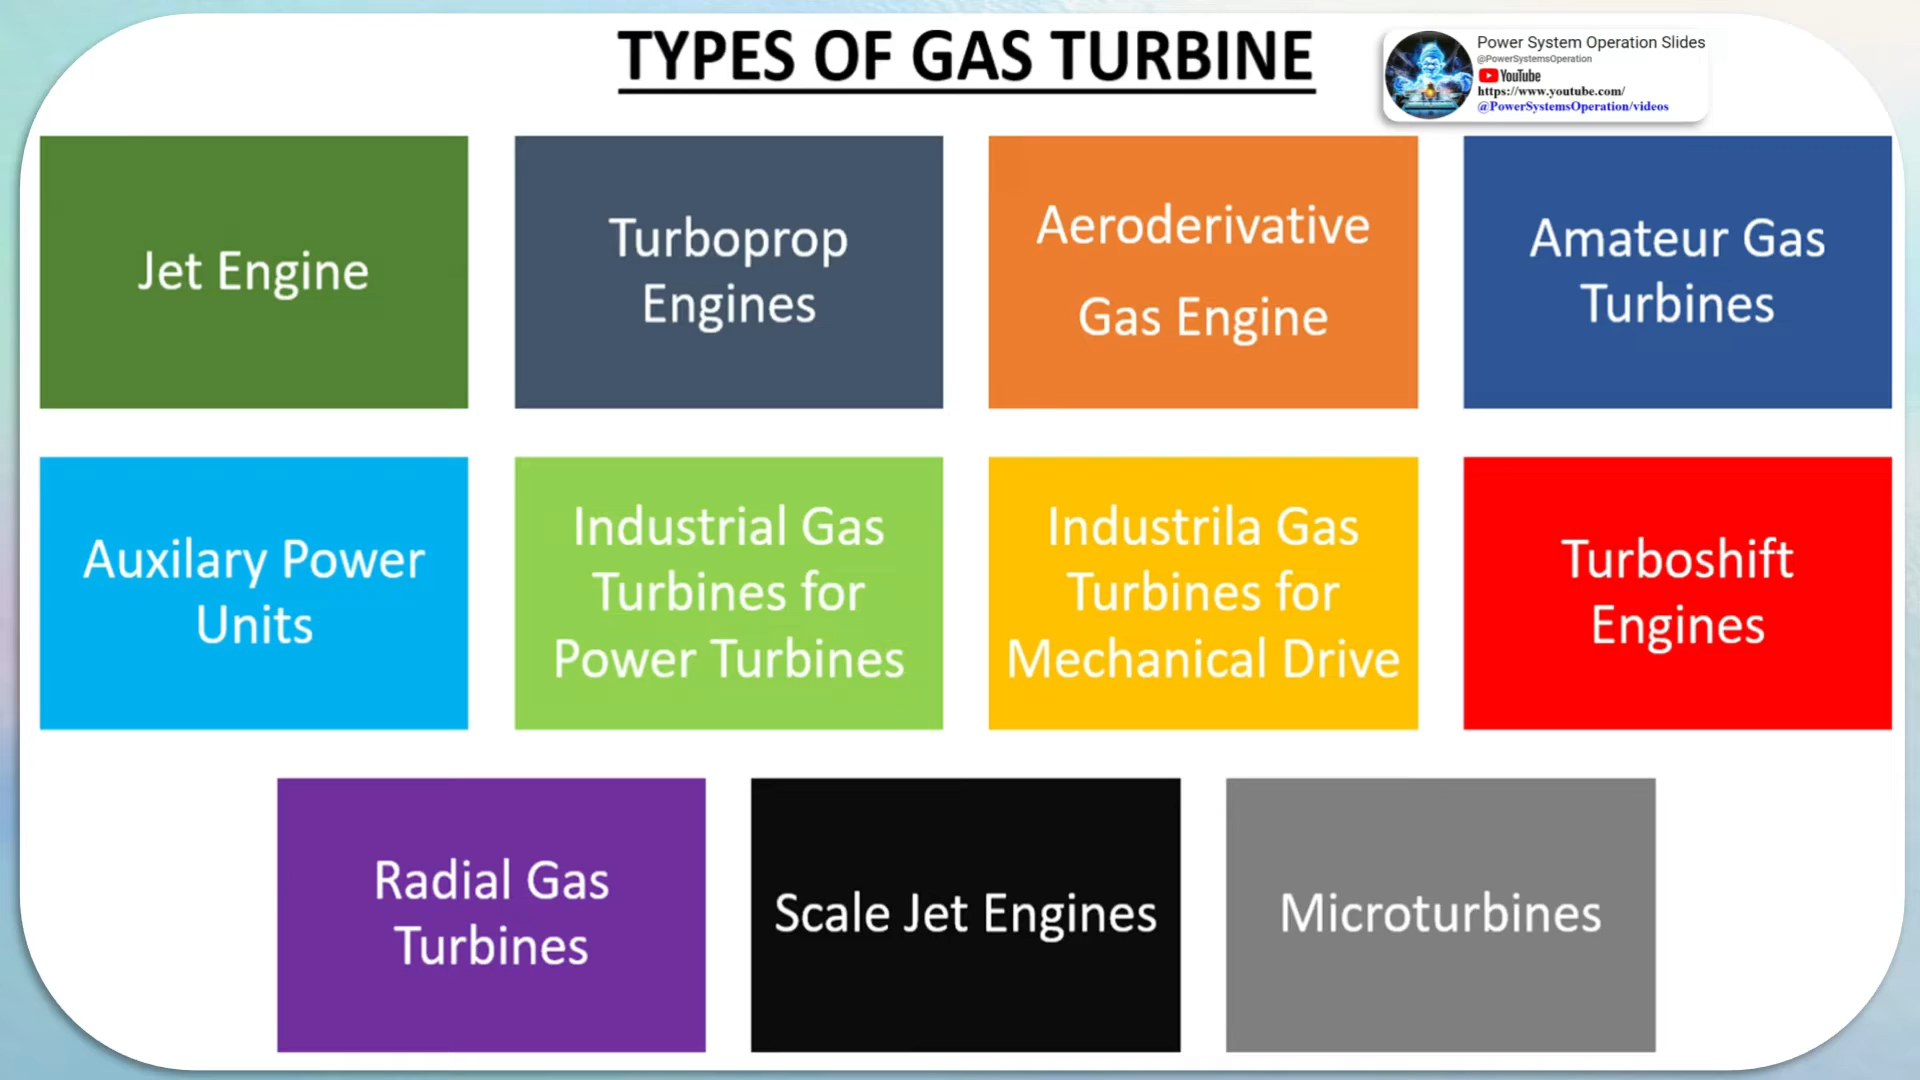 TYPES OF GAS TURBINE
Power System Operation Slides
@PowerSystemsOperation
YouTube
https://www.youtube.com/
@PowerSystemsOperation/videos
Jet Engine
Turboprop
Engines
Aeroderivative
Gas Engine
Amateur Gas
Turbines
Auxilary Power
Units
Industrial Gas
Turbines for
Power Turbines
Industrila Gas
Turbines for
Mechanical Drive
Turboshift
Engines
Radial Gas
Turbines
Scale Jet Engines
Microturbines